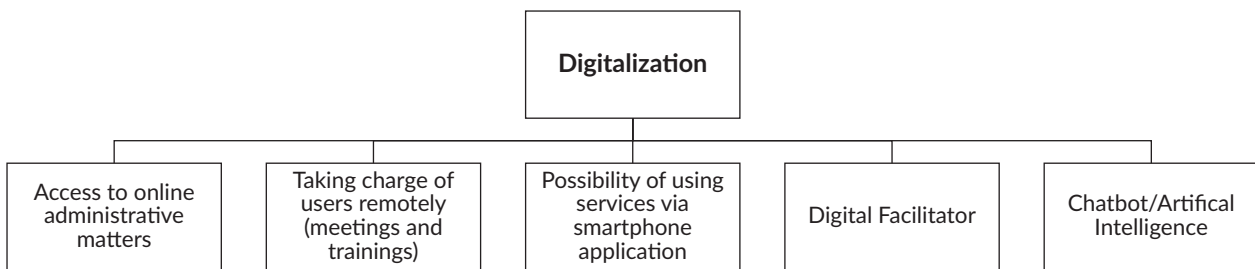 Digitalization
Access to online
administrative
matters
Taking charge of
users remotely
(meetings and
trainings)
Possibility of using
services via
smartphone
application
Digital Facilitator
Chatbot/Artifical
Intelligence